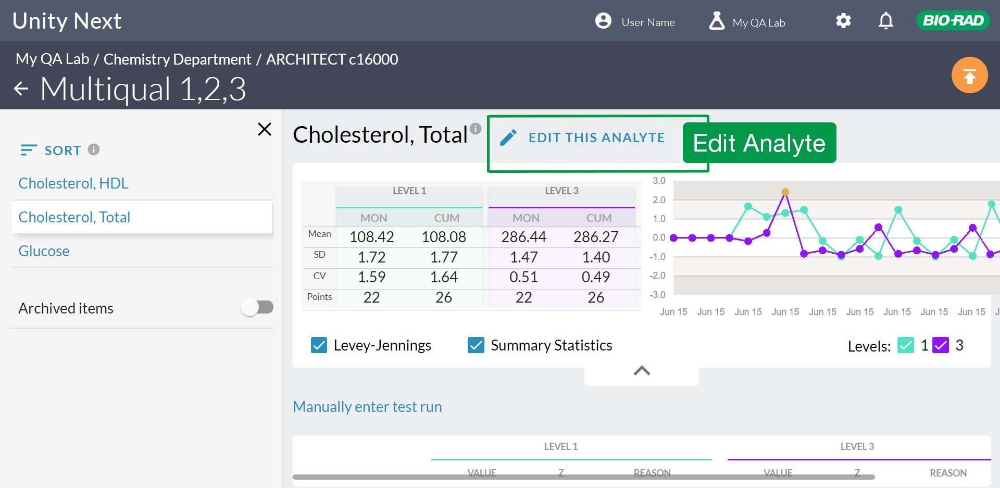 Unity Next
User Name
My QA Lab
BIO-RAD
My QA Lab / Chemistry Department / ARCHITECT c16000
Multiqual 1,2,3
SORT
Cholesterol, HDL
Cholesterol, Total
Glucose
Archived items
Cholesterol, Total
EDIT THIS ANALYTE
Edit Analyte
LEVEL 1 LEVEL 3
MON CUM MON CUM
Mean 108.42 108.08 286.44 286.27
SD 1.72 1.77 1.47 1.40
CV 1.59 1.64 0.51 0.49
Points 22 26 22 26
3.0
2.0
1.0
0.0
-1.0
-2.0
-3.0
Jun 15 Jun 15 Jun 15 Jun 15 Jun 15 Jun 15 Jun 15 Jun 15 Jun 15 J
Levey-Jennings
Summary Statistics
Levels: 1 3
Manually enter test run
LEVEL 1 LEVEL 3
VALUE Z REASON VALUE Z REASON